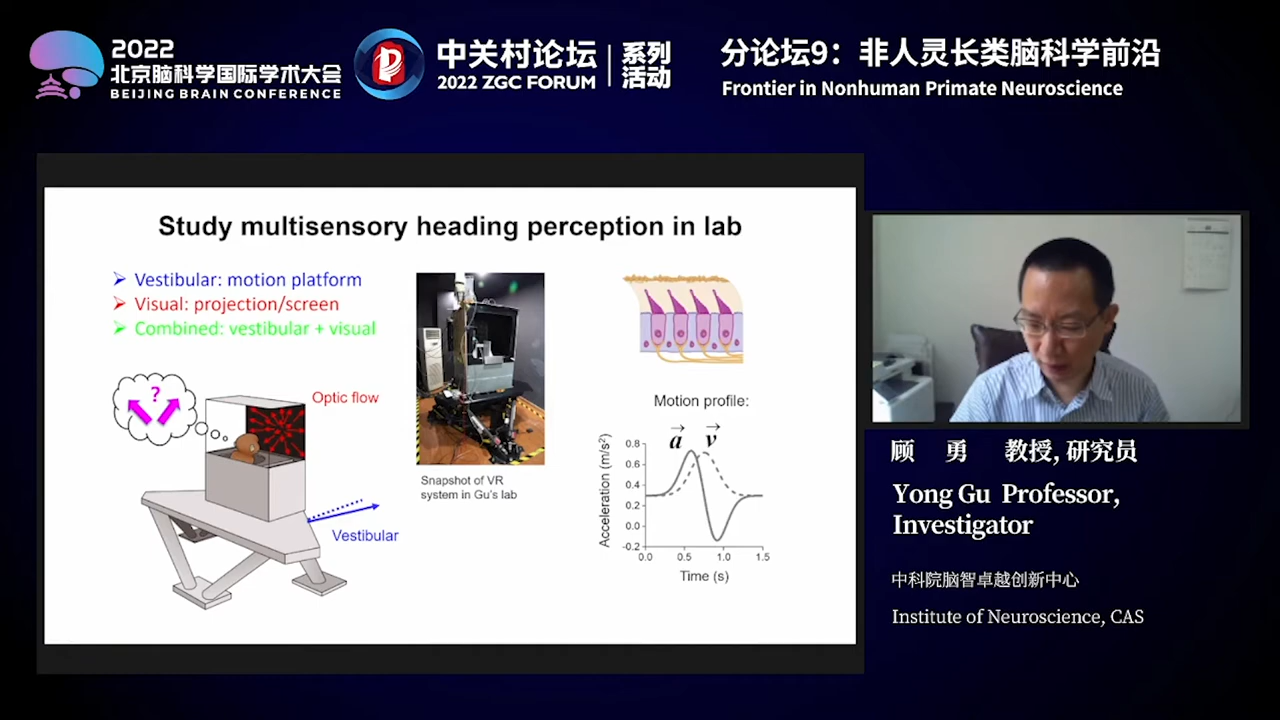 2022
北京脑科学国际学术大会
BEIJING BRAIN CONFERENCE
中关村论坛
2022 ZGC FORUM
系列
活动
分论坛9：非人灵长类脑科学前沿
Frontier in Nonhuman Primate Neuroscience
Study multisensory heading perception in lab
Vestibular: motion platform
Visual: projection/screen
Combined: vestibular + visual
?
Optic flow
Vestibular
Snapshot of VR
system in Gu's lab
Motion profile:
a v
Acceleration (m/s²)
0.8
0.6
0.4
0.2
0.0
-0.2
0.0 0.5 1.0 1.5
Time (s)
顾 勇 教授, 研究员
Yong Gu Professor,
Investigator
中科院脑智卓越创新中心
Institute of Neuroscience, CAS